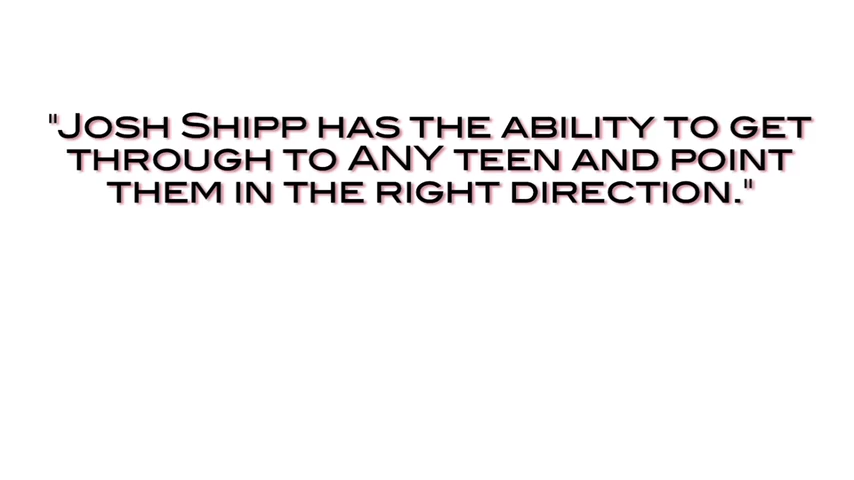 "Josh Shipp has the ability to get
through to ANY teen and point
them in the right direction."